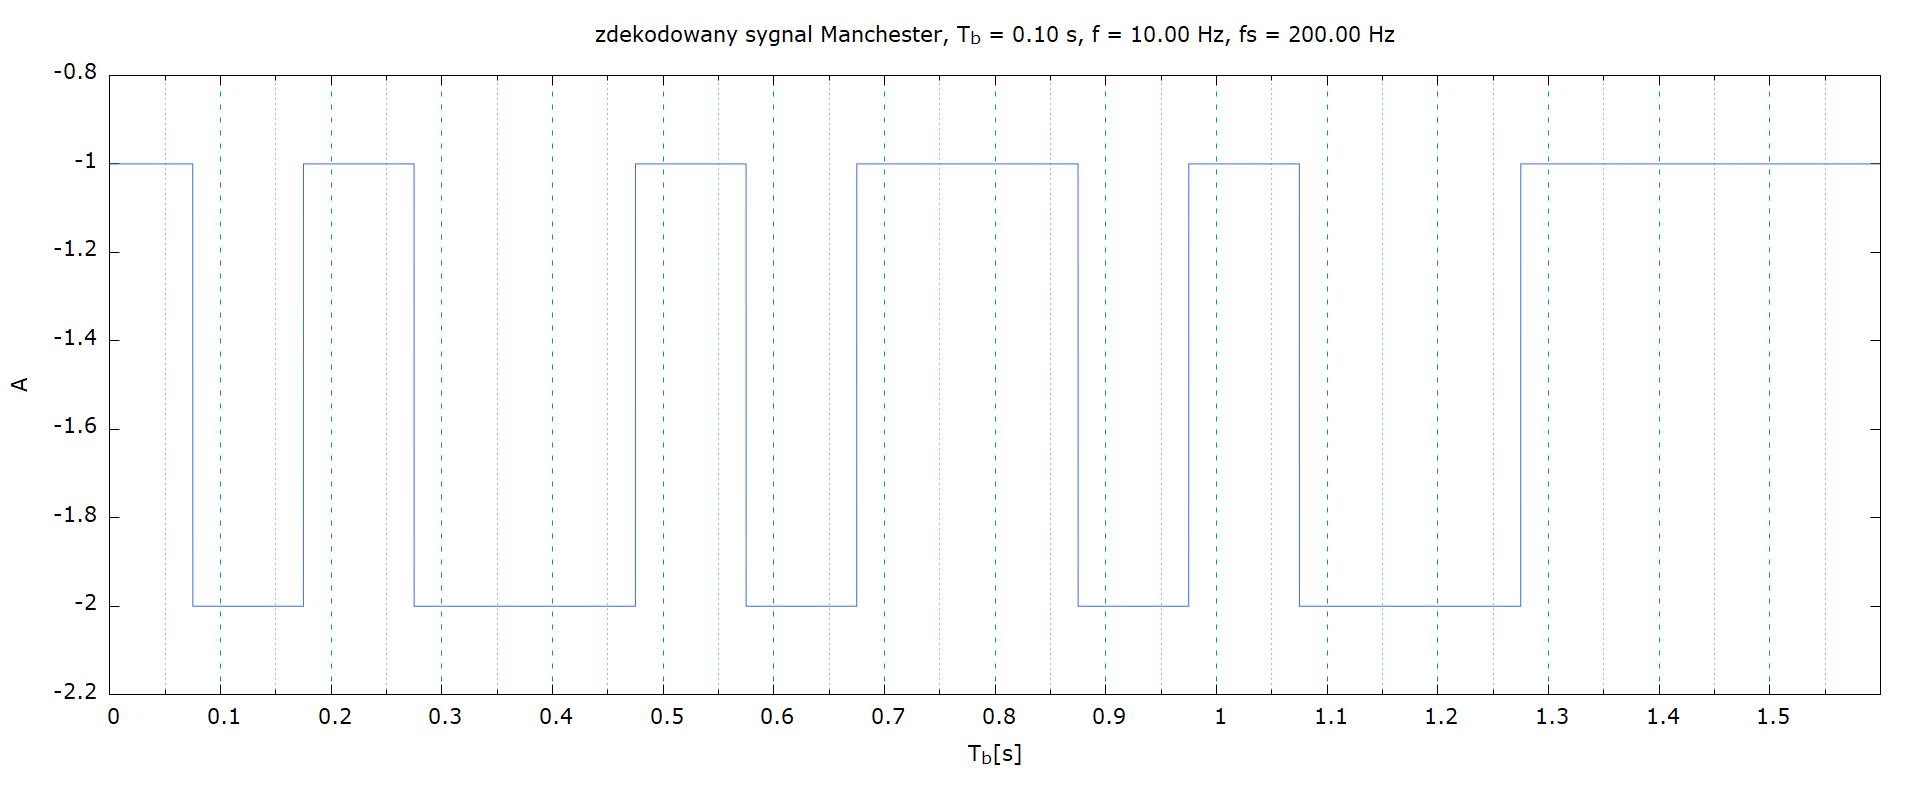 zdekodowany sygnal Manchester, Tb = 0.10 s, f = 10.00 Hz, fs = 200.00 Hz
-0.8
-1
-1.2
-1.4
A
-1.6
-1.8
-2
-2.2
0 0.1 0.2 0.3 0.4 0.5 0.6 0.7 0.8 0.9 1 1.1 1.2 1.3 1.4 1.5
Tb[s]